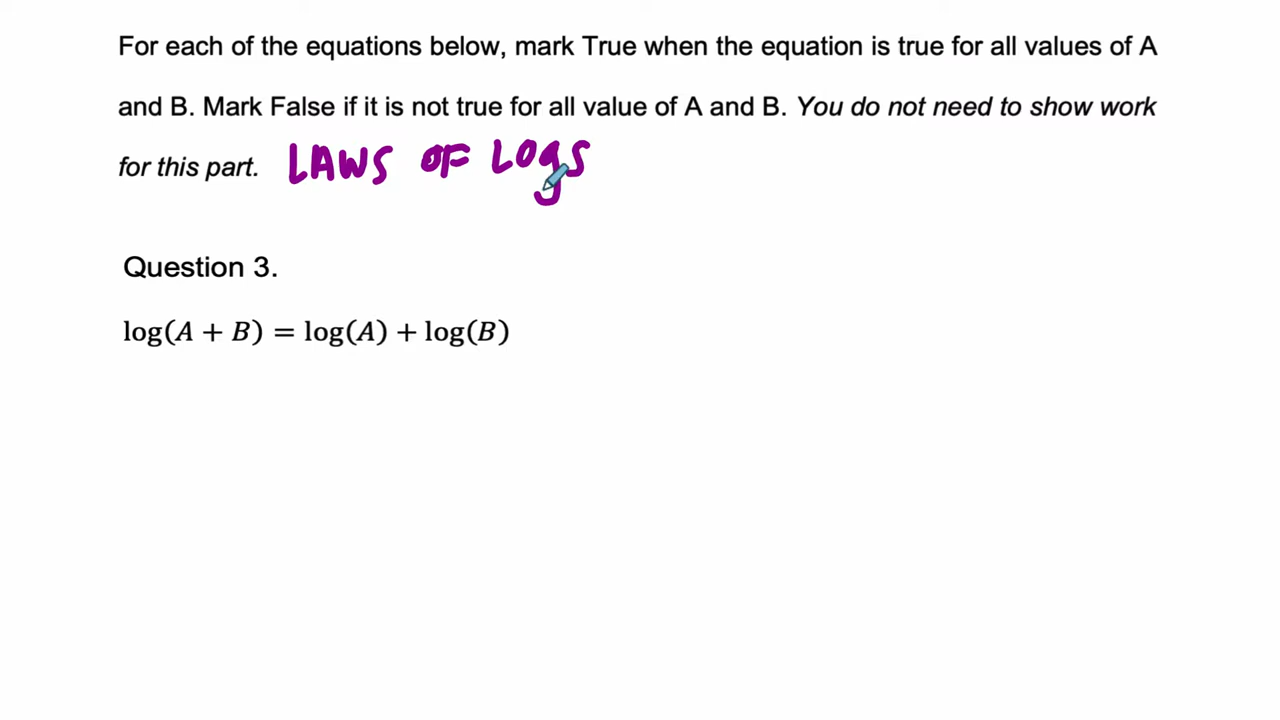 For each of the equations below, mark True when the equation is true for all values of A
and B. Mark False if it is not true for all value of A and B. You do not need to show work
for this part. LAWS OF LOgS
Question 3.
log(A + B) = log(A) + log(B)